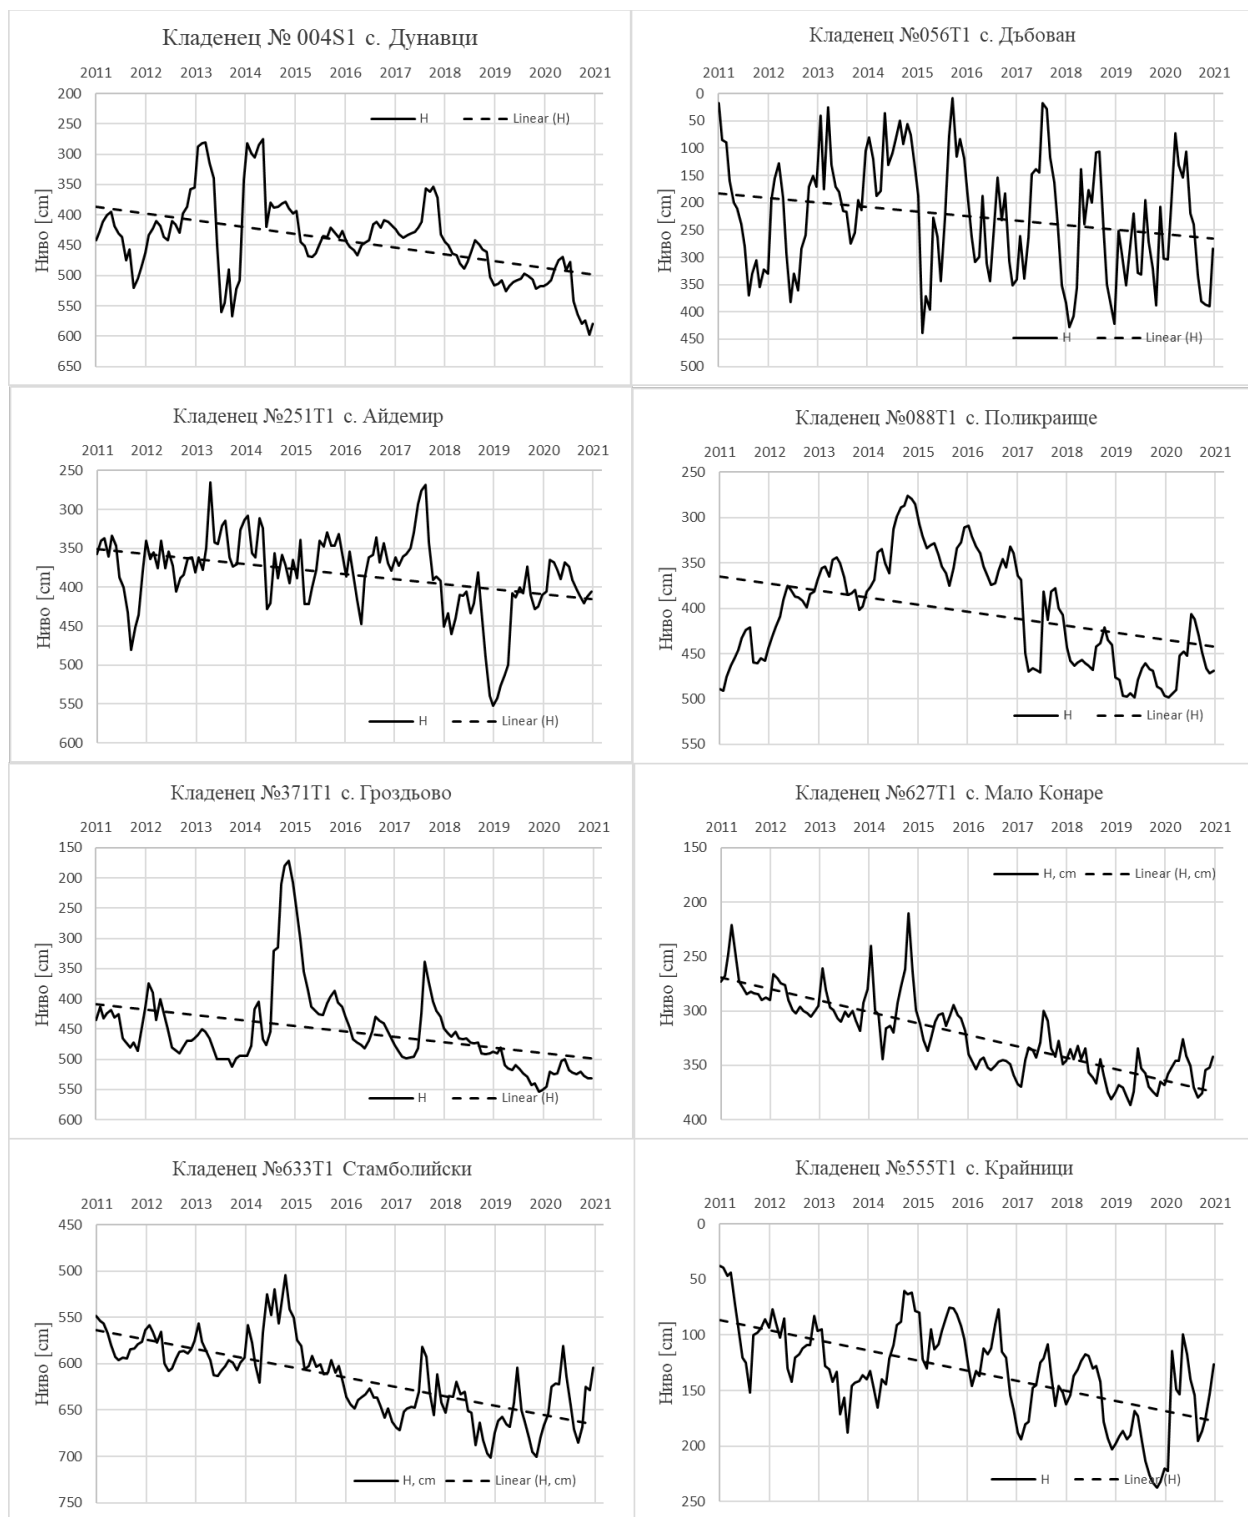 Кладенец № 004S1 с. Дунавци
2011 2012 2013 2014 2015 2016 2017 2018 2019 2020 2021
200
250
300
350
400
450
500
550
600
650
Ниво [cm]
H Linear (H)
Кладенец №056T1 с. Дъбован
2011 2012 2013 2014 2015 2016 2017 2018 2019 2020 2021
0
50
100
150
200
250
300
350
400
450
500
Ниво [cm]
H Linear (H)
Кладенец №251T1 с. Айдемир
2011 2012 2013 2014 2015 2016 2017 2018 2019 2020 2021
250
300
350
400
450
500
550
600
Ниво [cm]
H Linear (H)
Кладенец №088T1 с. Поликраище
2011 2012 2013 2014 2015 2016 2017 2018 2019 2020 2021
250
300
350
400
450
500
550
Ниво [cm]
H Linear (H)
Кладенец №371T1 с. Гроздьово
2011 2012 2013 2014 2015 2016 2017 2018 2019 2020 2021
150
200
250
300
350
400
450
500
550
600
Ниво [cm]
H Linear (H)
Кладенец №627T1 с. Мало Конаре
2011 2012 2013 2014 2015 2016 2017 2018 2019 2020 2021
150
200
250
300
350
400
Ниво [cm]
H, cm Linear (H, cm)
Кладенец №633T1 Стамболийски
2011 2012 2013 2014 2015 2016 2017 2018 2019 2020 2021
450
500
550
600
650
700
750
Ниво [cm]
H, cm Linear (H, cm)
Кладенец №555T1 с. Крайници
2011 2012 2013 2014 2015 2016 2017 2018 2019 2020 2021
0
50
100
150
200
250
Ниво [cm]
H Linear (H)